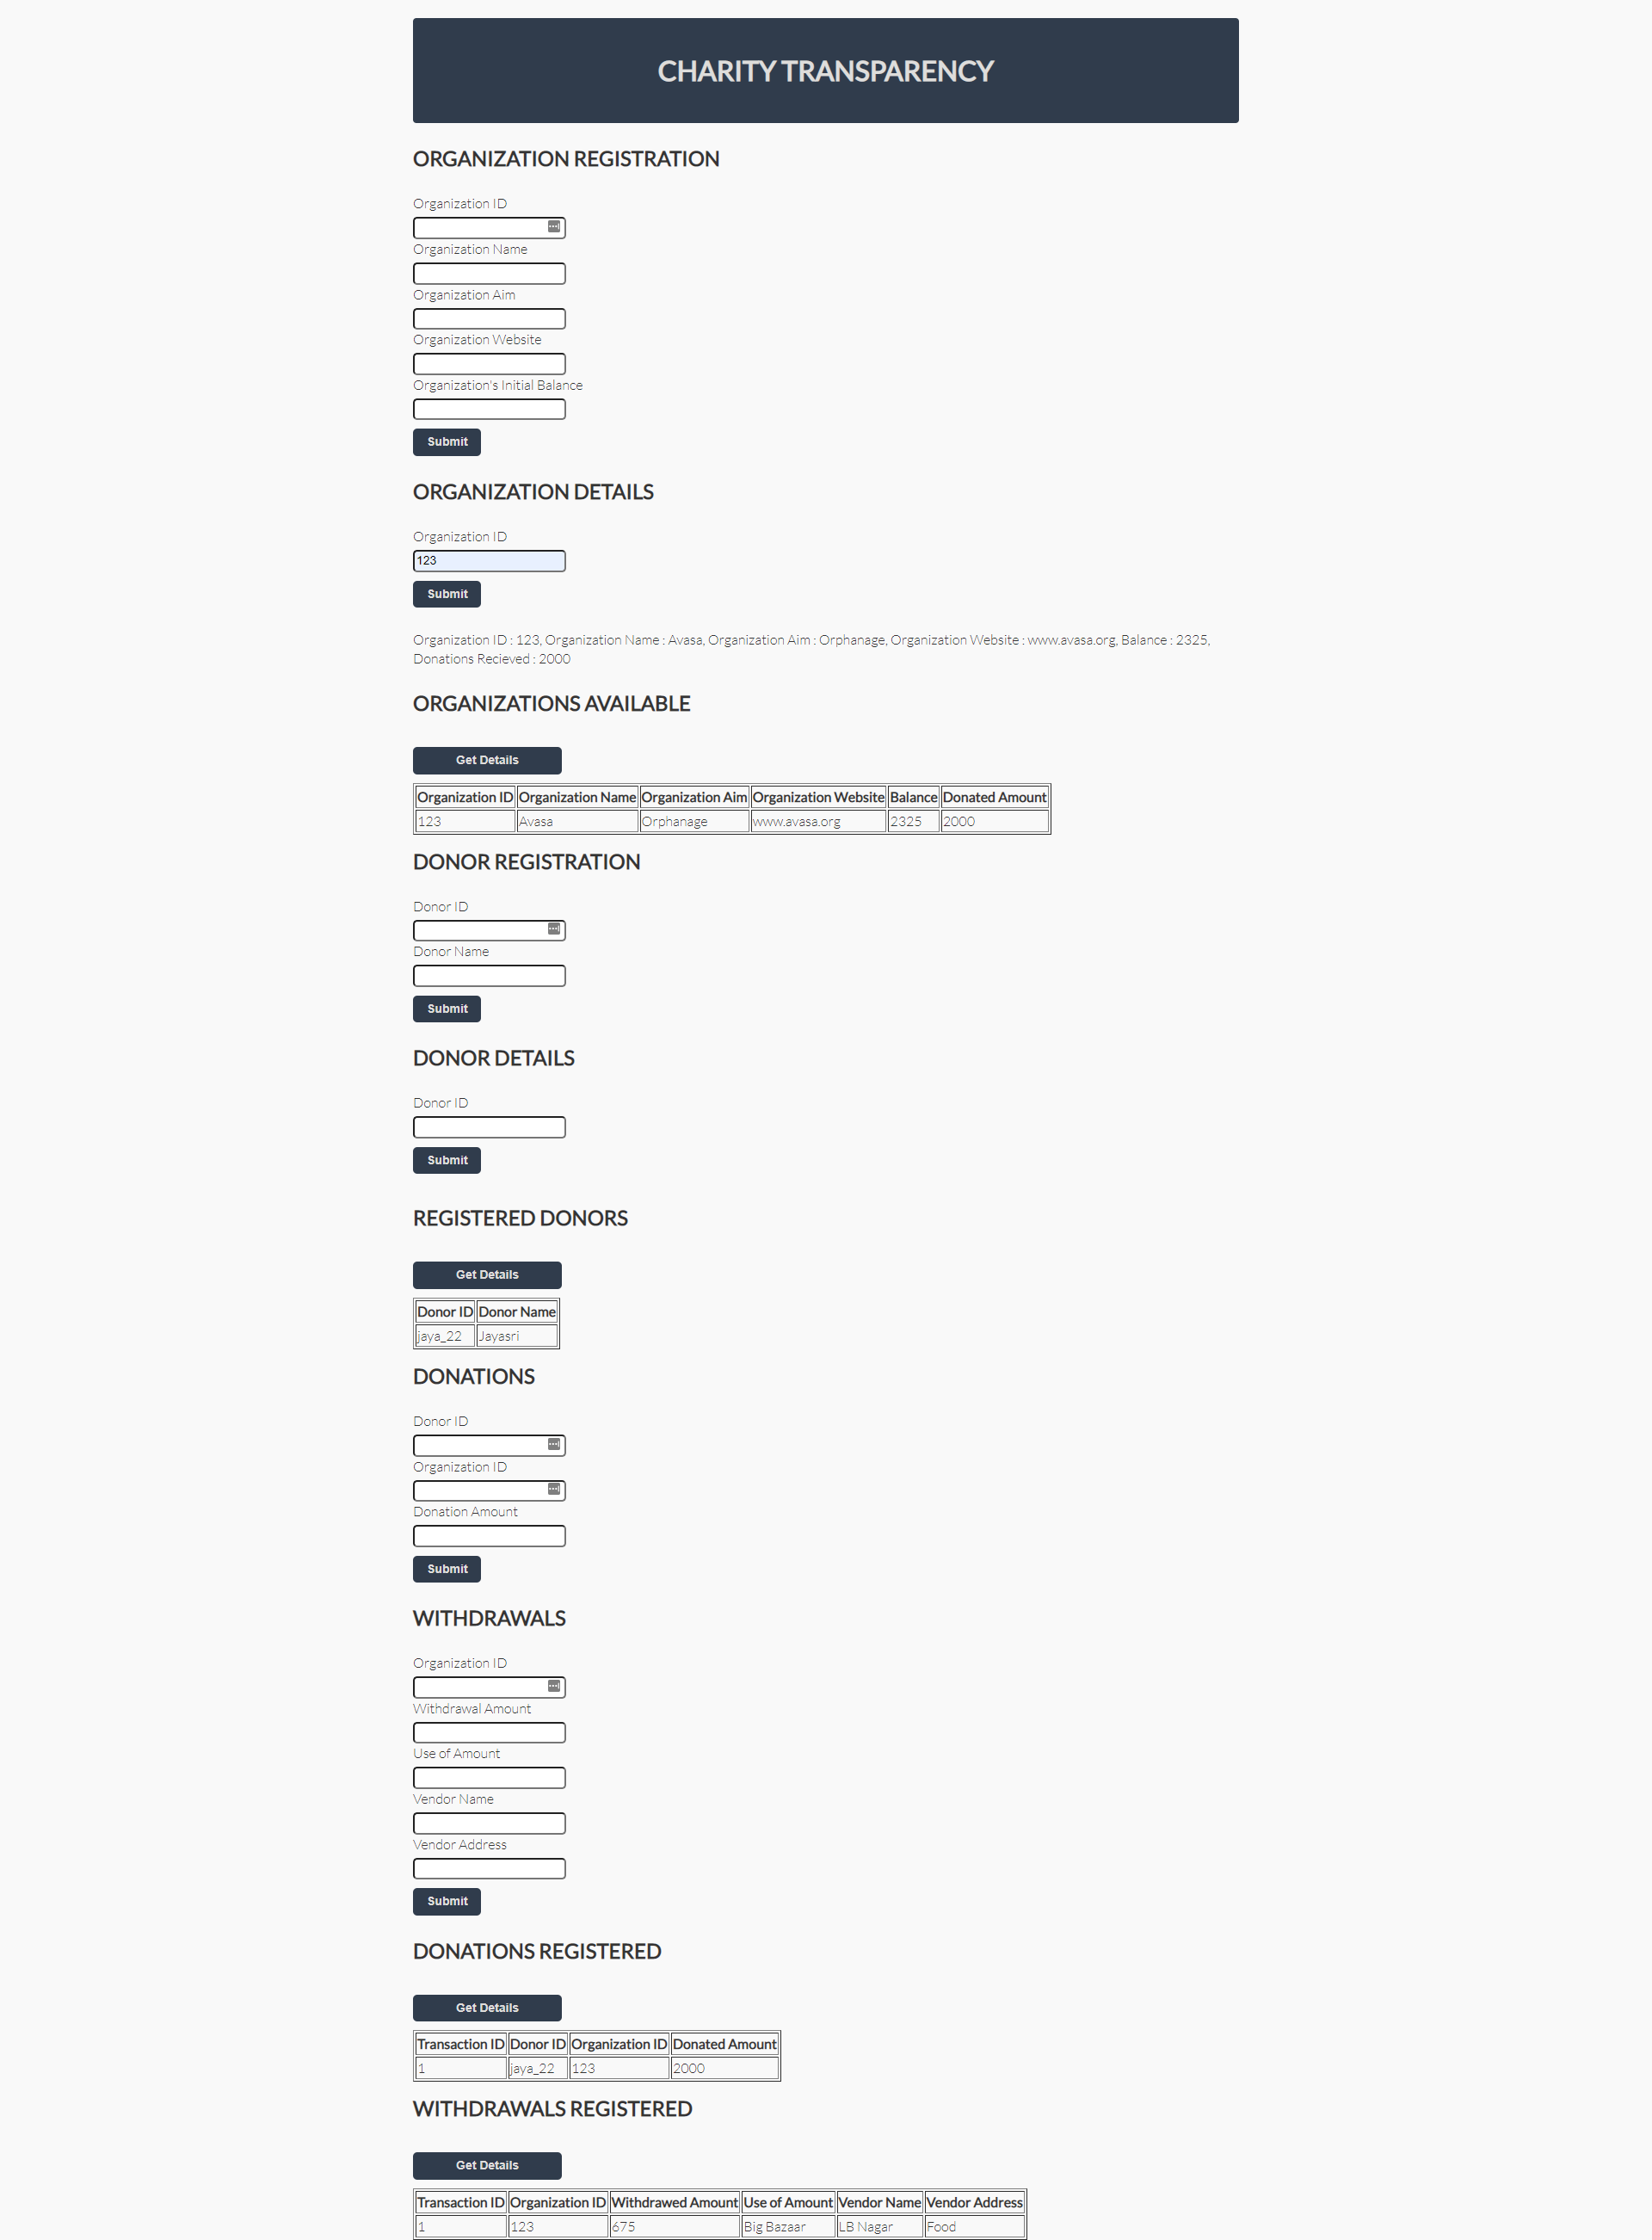 CHARITY TRANSPARENCY
ORGANIZATION REGISTRATION
Organization ID
Organization Name
Organization Aim
Organization Website
Organization's Initial Balance
Submit
ORGANIZATION DETAILS
Organization ID
123
Submit
Organization ID : 123, Organization Name : Avasa, Organization Aim : Orphanage, Organization Website : www.avasa.org, Balance : 2325,
Donations Recieved : 2000
ORGANIZATIONS AVAILABLE
Get Details
Organization ID Organization Name Organization Aim Organization Website Balance Donated Amount
123 Avasa Orphanage www.avasa.org 2325 2000
DONOR REGISTRATION
Donor ID
Donor Name
Submit
DONOR DETAILS
Donor ID
Submit
REGISTERED DONORS
Get Details
Donor ID Donor Name
jaya_22 Jayasri
DONATIONS
Donor ID
Organization ID
Donation Amount
Submit
WITHDRAWALS
Organization ID
Withdrawal Amount
Use of Amount
Vendor Name
Vendor Address
Submit
DONATIONS REGISTERED
Get Details
Transaction ID Donor ID Organization ID Donated Amount
1 jaya_22 123 2000
WITHDRAWALS REGISTERED
Get Details
Transaction ID Organization ID Withdrawed Amount Use of Amount Vendor Name Vendor Address
1 123 675 Big Bazaar LB Nagar Food